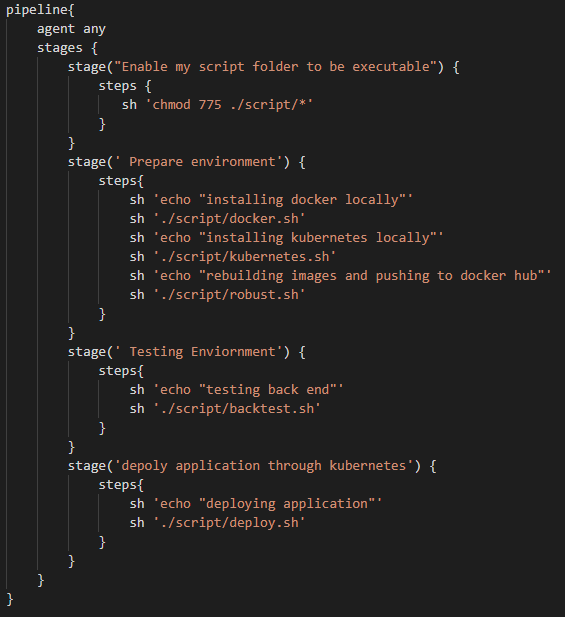 pipeline{
    agent any
    stages {
        stage("Enable my script folder to be executable") {
            steps {
               sh 'chmod 775 ./script/*'
            }
        }
        stage(' Prepare environment') {
            steps{
                sh 'echo "installing docker locally"'
                sh './script/docker.sh'
                sh 'echo "installing kubernetes locally"'
                sh './script/kubernetes.sh'
                sh 'echo "rebuilding images and pushing to docker hub"'
                sh './script/robust.sh'
            }
        }
        stage(' Testing Enviornment') {
            steps{
                sh 'echo "testing back end"'
                sh './script/backtest.sh'
            }
        }
        stage('depoly application through kubernetes') {
            steps{
                sh 'echo "deploying application"'
                sh './script/deploy.sh'
            }
        }
    }
}